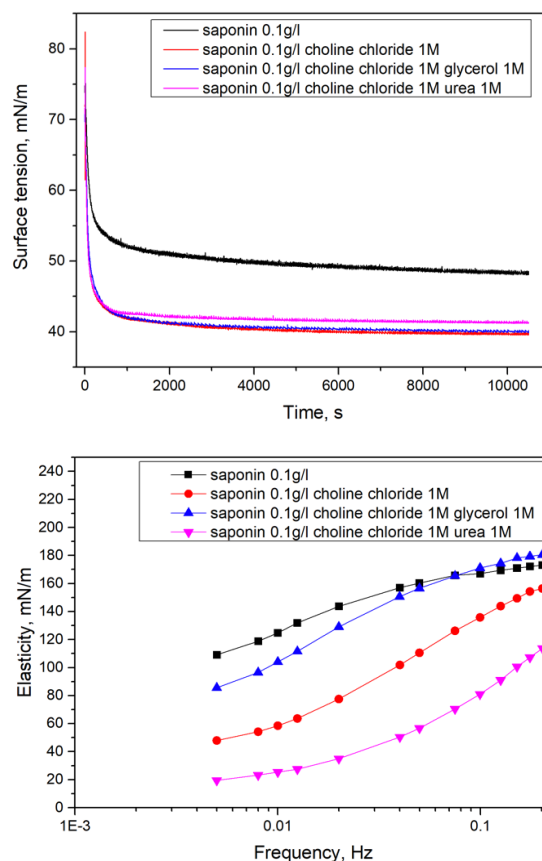 saponin 0.1g/l
saponin 0.1g/l choline chloride 1M
saponin 0.1g/l choline chloride 1M glycerol 1M
saponin 0.1g/l choline chloride 1M urea 1M
80
70
60
50
40
Surface tension, mN/m
0 2000 4000 6000 8000 10000
Time, s
saponin 0.1g/l
saponin 0.1g/l choline chloride 1M
saponin 0.1g/l choline chloride 1M glycerol 1M
saponin 0.1g/l choline chloride 1M urea 1M
240
220
200
180
160
140
120
100
80
60
40
20
0
Elasticity, mN/m
1E-3 0.01 0.1
Frequency, Hz